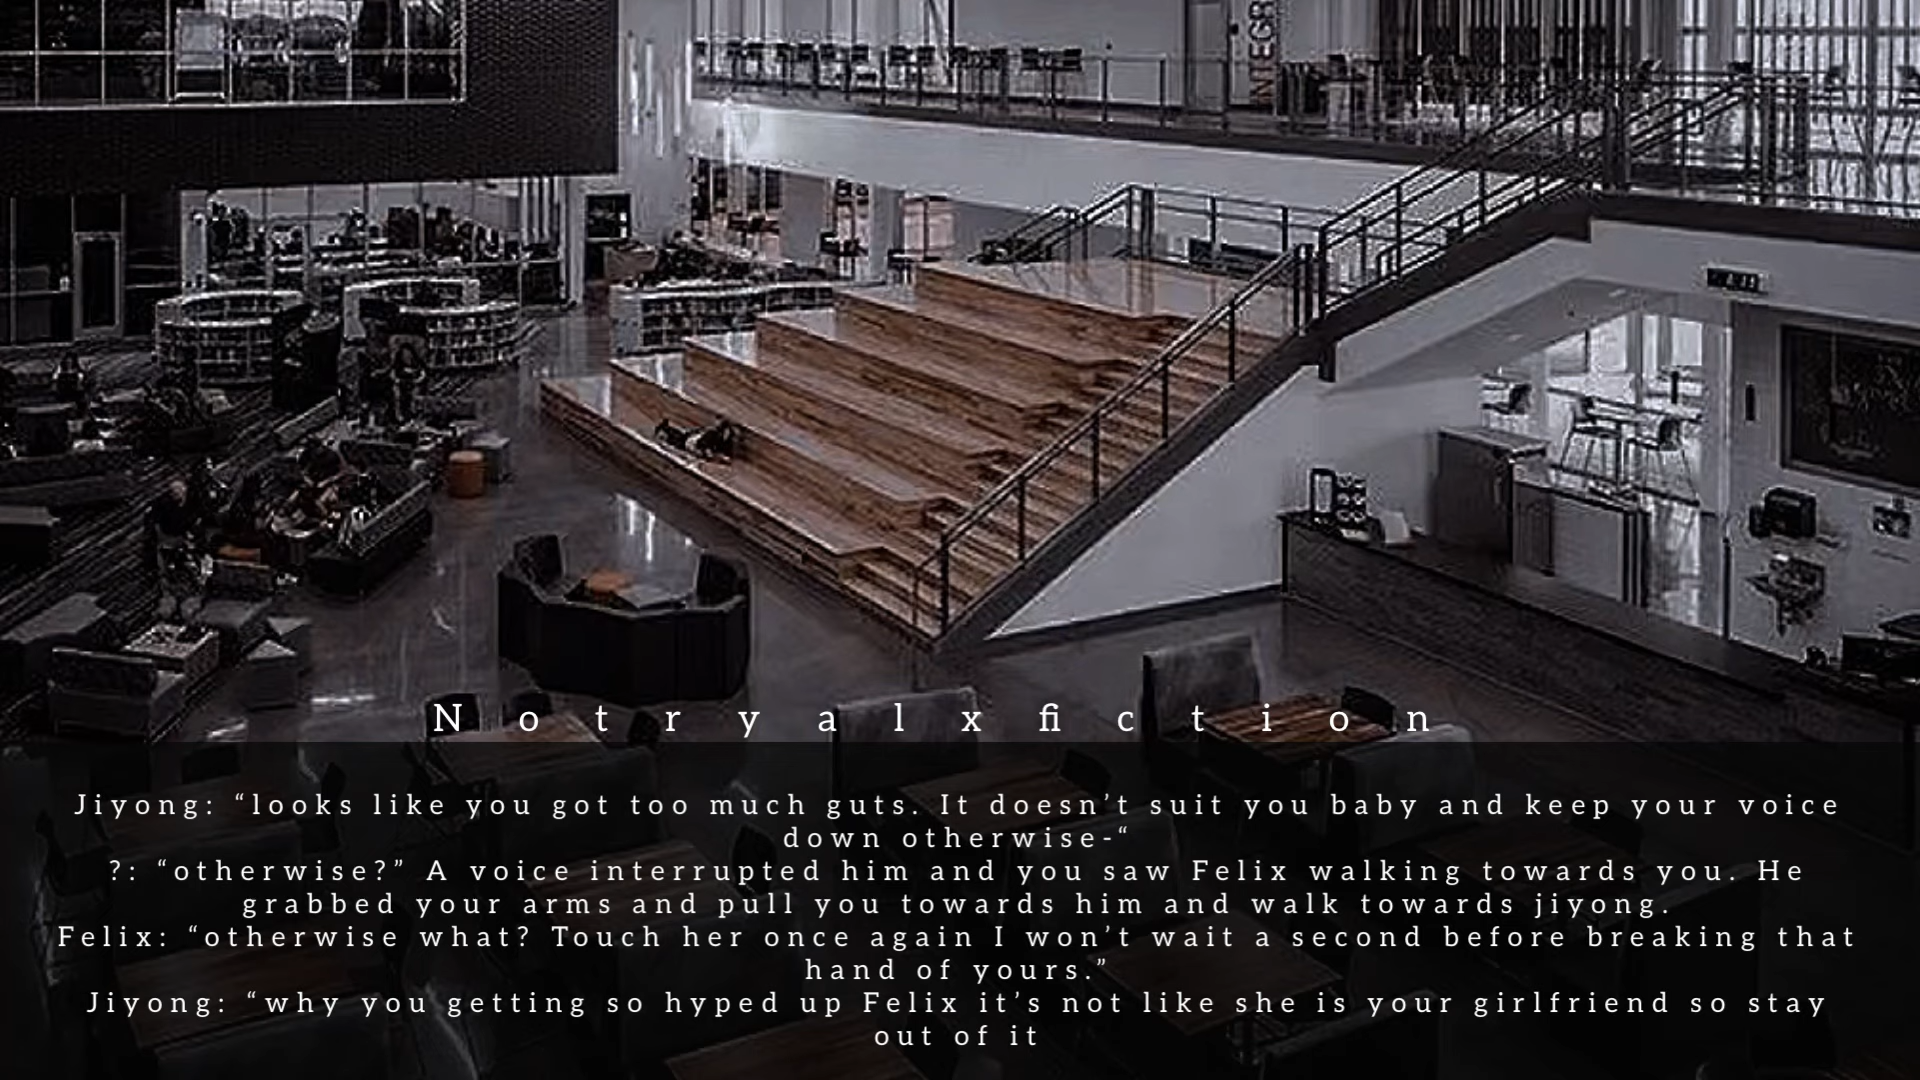 INTEGR
Notryalxfiction
Jiyong: “looks like you got too much guts. It doesn’t suit you baby and keep your voice
down otherwise-“
?: “otherwise?” A voice interrupted him and you saw Felix walking towards you. He
grabbed your arms and pull you towards him and walk towards jiyong.
Felix: “otherwise what? Touch her once again I won’t wait a second before breaking that
hand of yours.”
Jiyong: “why you getting so hyped up Felix it’s not like she is your girlfriend so stay
out of it